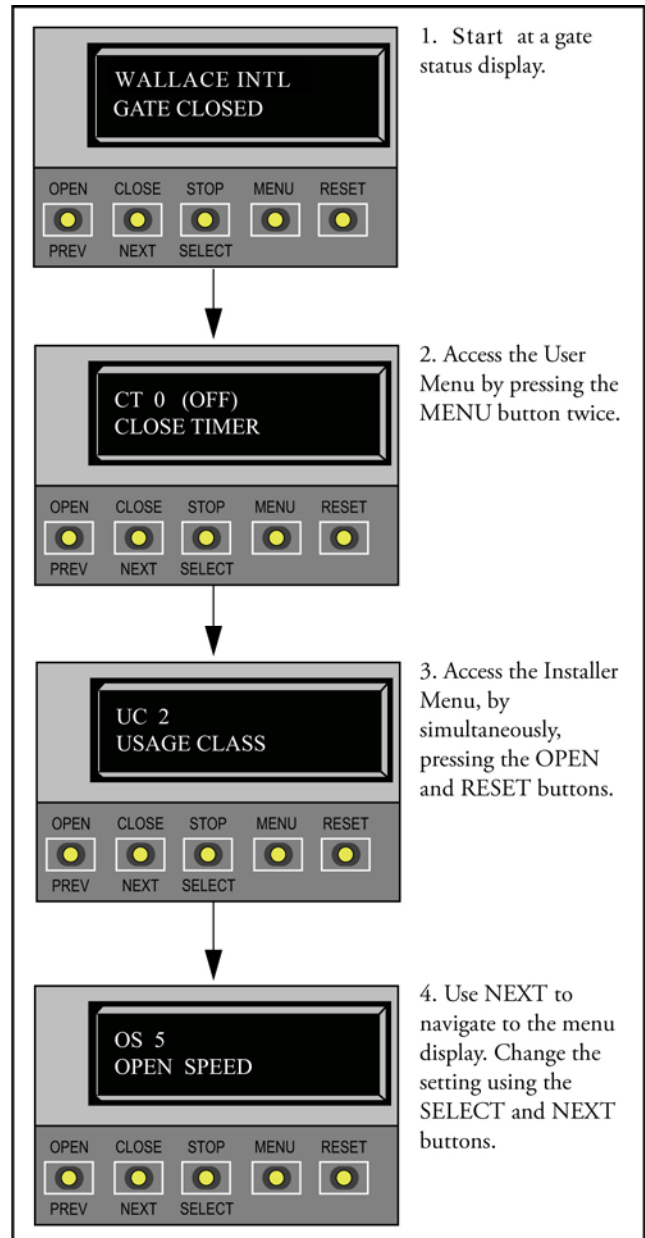 WALLACE INTL
GATE CLOSED
OPEN CLOSE STOP MENU RESET
PREV NEXT SELECT
1. Start at a gate
status display.
CT 0 (OFF)
CLOSE TIMER
OPEN CLOSE STOP MENU RESET
PREV NEXT SELECT
2. Access the User
Menu by pressing the
MENU button twice.
UC 2
USAGE CLASS
OPEN CLOSE STOP MENU RESET
PREV NEXT SELECT
3. Access the Installer
Menu, by
simultaneously,
pressing the OPEN
and RESET buttons.
OS 5
OPEN SPEED
OPEN CLOSE STOP MENU RESET
PREV NEXT SELECT
4. Use NEXT to
navigate to the menu
display. Change the
setting using the
SELECT and NEXT
buttons.